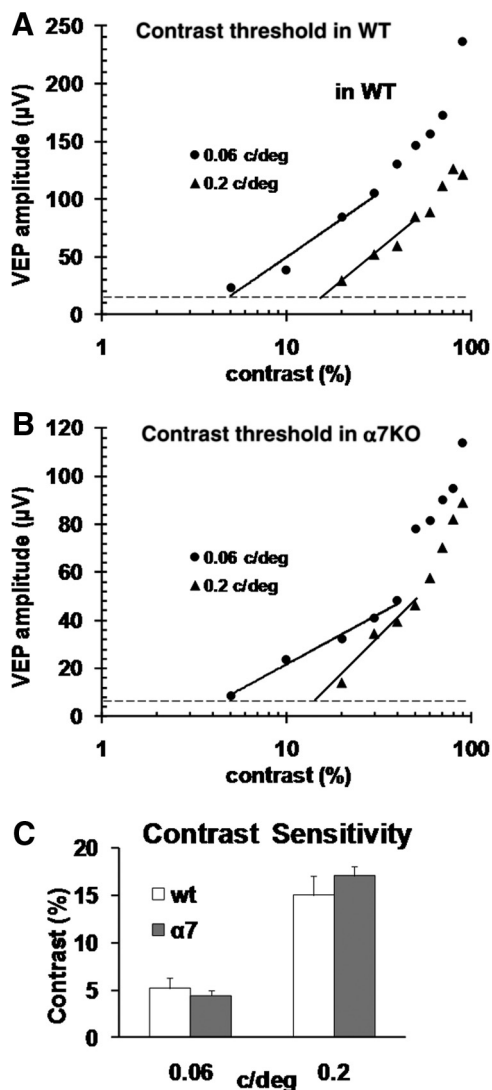 A
Contrast threshold in WT
in WT
0.06 c/deg
0.2 c/deg
VEP amplitude (µV)
250
200
150
100
50
0
1
10
100
contrast (%)
B
Contrast threshold in α7KO
0.06 c/deg
0.2 c/deg
VEP amplitude (µV)
120
100
80
60
40
20
0
1
10
100
contrast (%)
C
Contrast Sensitivity
wt
α7
Contrast (%)
20
15
10
5
0
0.06
c/deg
0.2